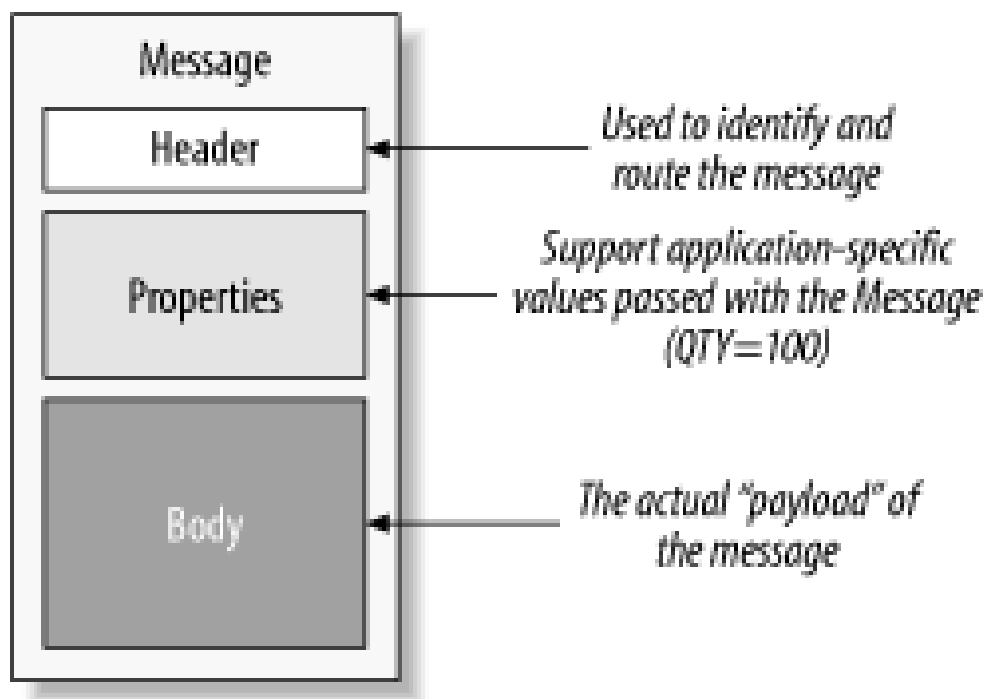 Message
Header
Used to identify and
route the message
Properties
Support application-specific
values passed with the Message
(QTY=100)
Body
The actual “payload” of
the message